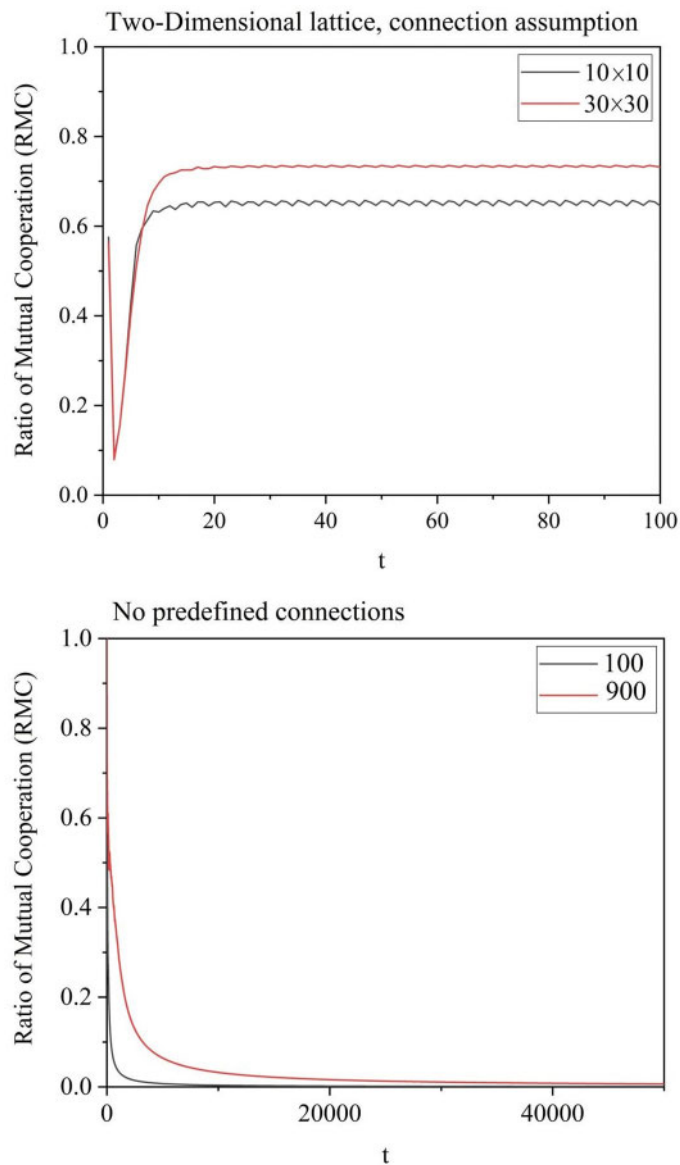 Two-Dimensional lattice, connection assumption
1.0
0.8
0.6
0.4
0.2
0.0
Ratio of Mutual Cooperation (RMC)
10×10
30×30
0 20 40 60 80 100
t
No predefined connections
1.0
0.8
0.6
0.4
0.2
0.0
Ratio of Mutual Cooperation (RMC)
100
900
0 20000 40000
t